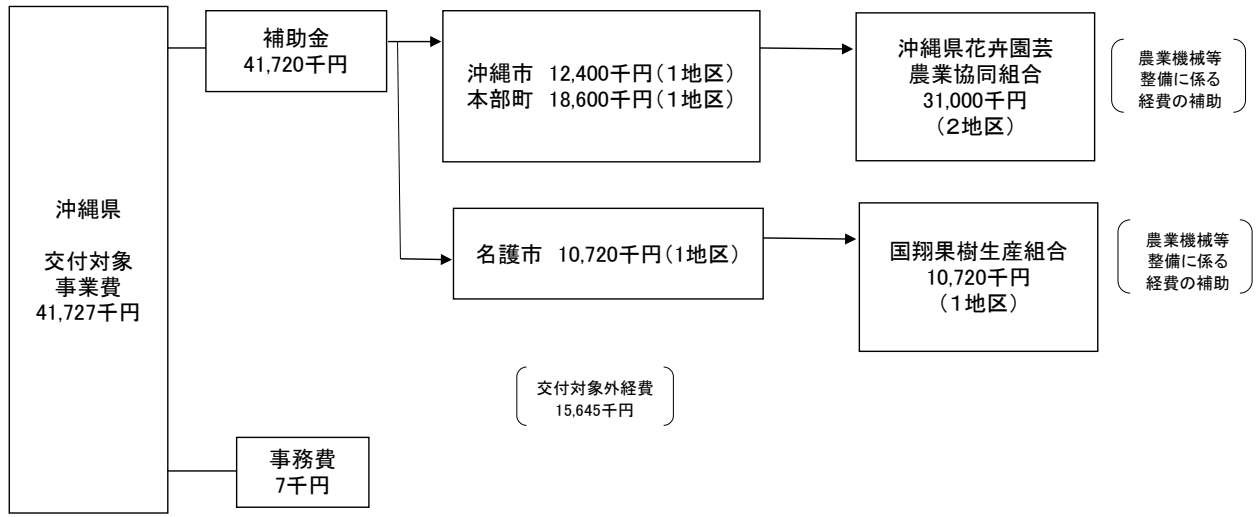 沖縄県
交付対象
事業費
41,727千円
補助金
41,720千円
沖縄市 12,400千円(1地区)
本部町 18,600千円(1地区)
沖縄県花卉園芸
農業協同組合
31,000千円
(2地区)
農業機械等
整備に係る
経費の補助
名護市 10,720千円(1地区)
国翔果樹生産組合
10,720千円
(1地区)
農業機械等
整備に係る
経費の補助
交付対象外経費
15,645千円
事務費
7千円